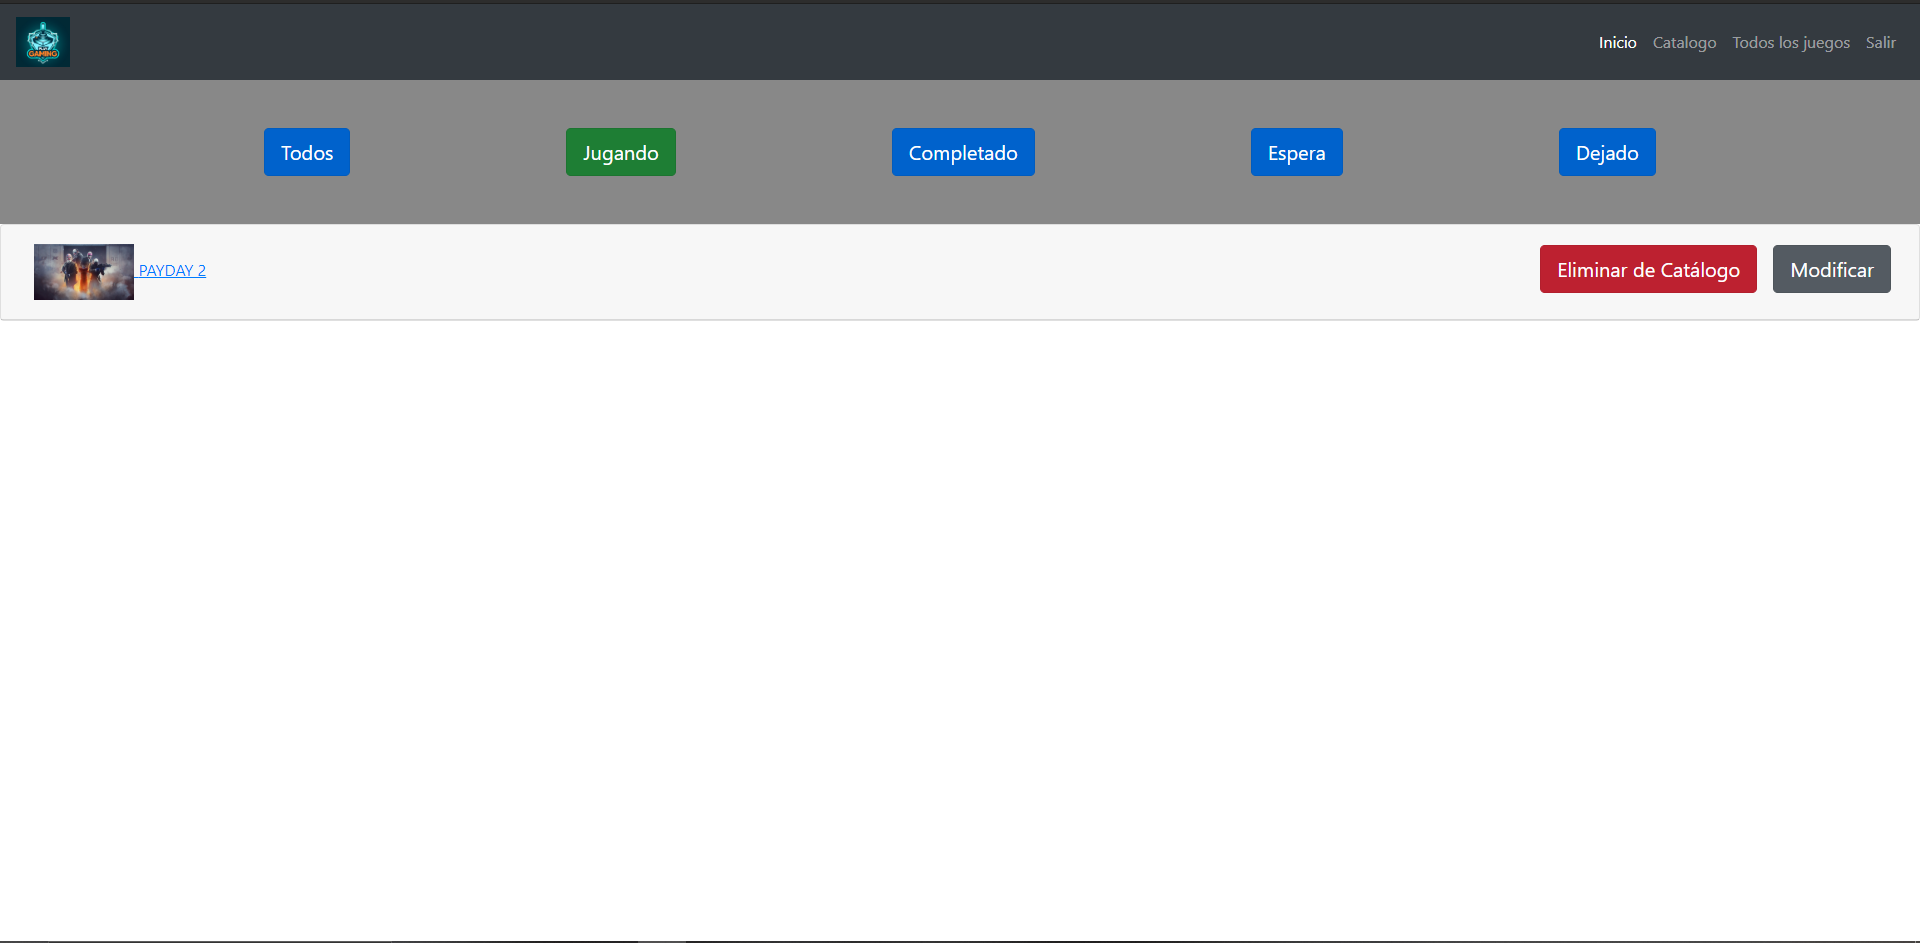 GAMING
Inicio Catalogo Todos los juegos Salir
Todos Jugando Completado Espera Dejado
PAYDAY 2 Eliminar de Catálogo Modificar